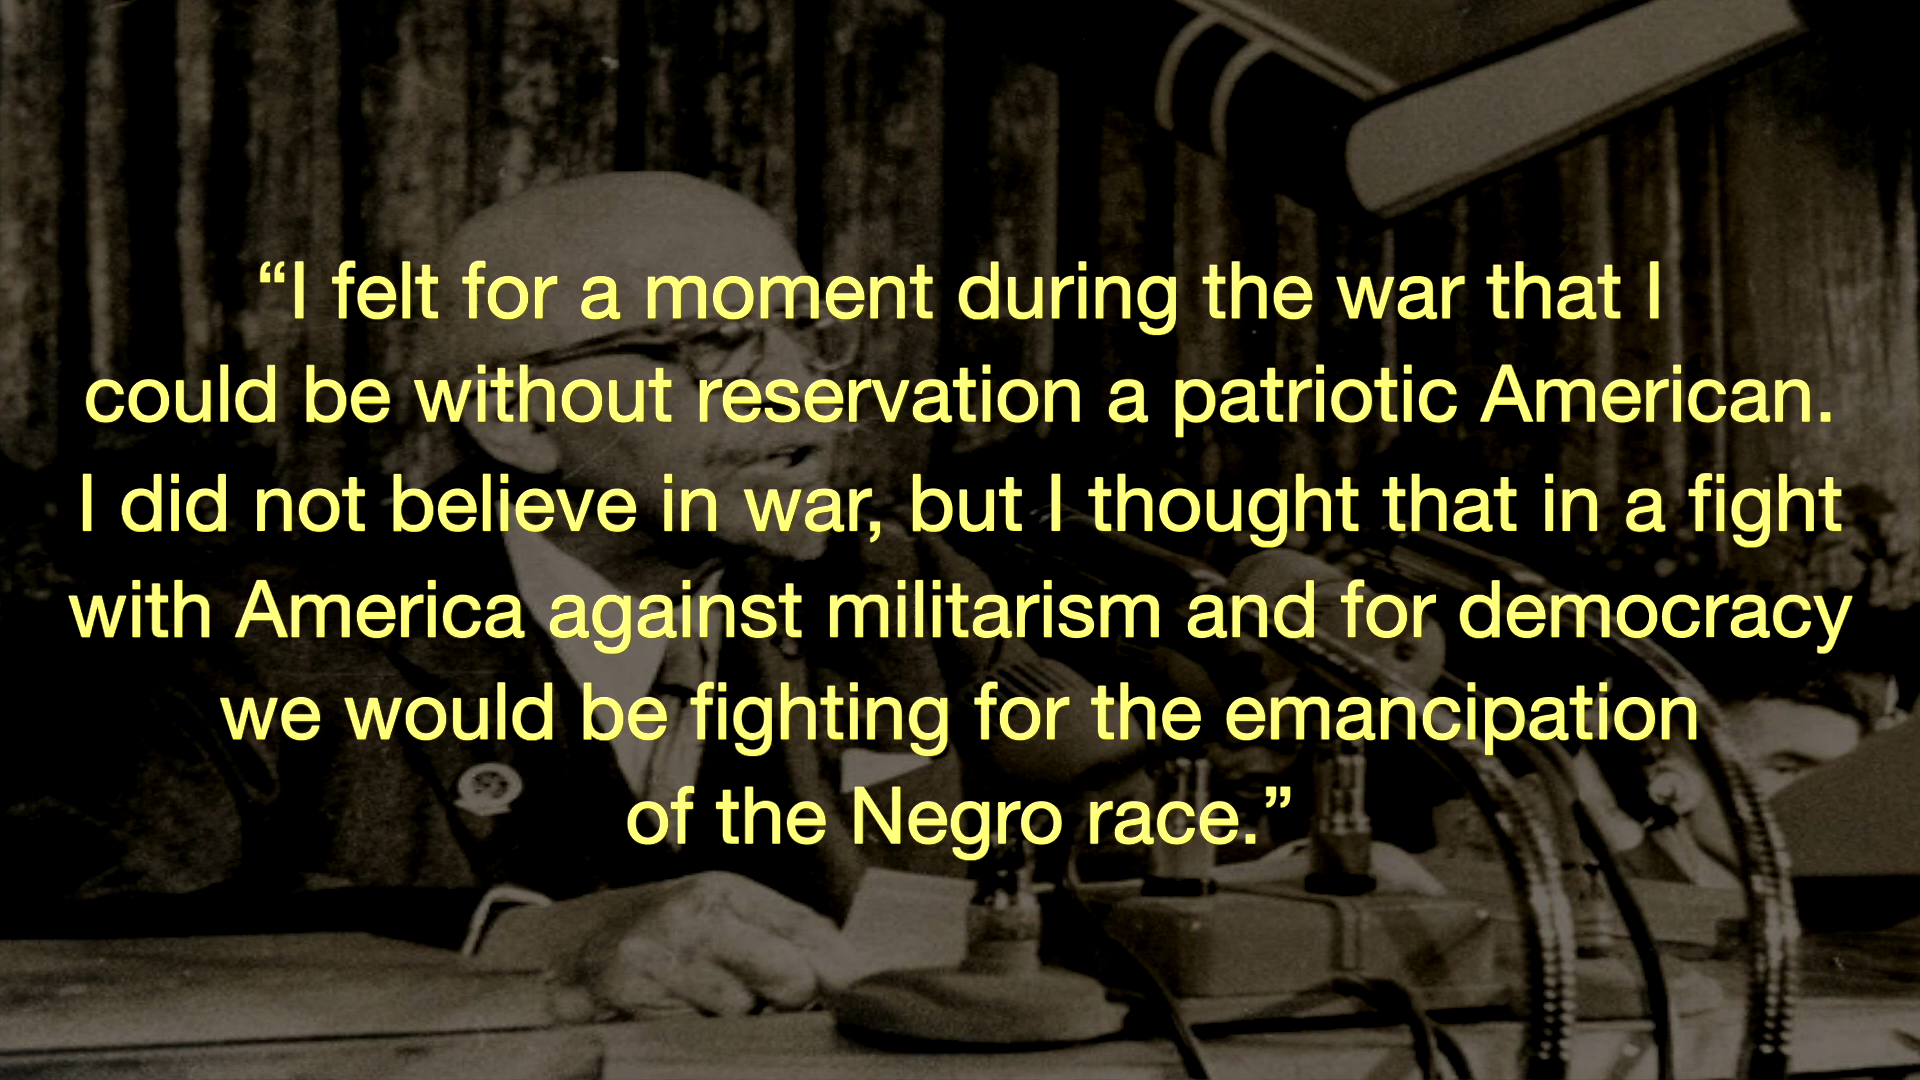 “I felt for a moment during the war that I
could be without reservation a patriotic American.
I did not believe in war, but I thought that in a fight
with America against militarism and for democracy
we would be fighting for the emancipation
of the Negro race.”